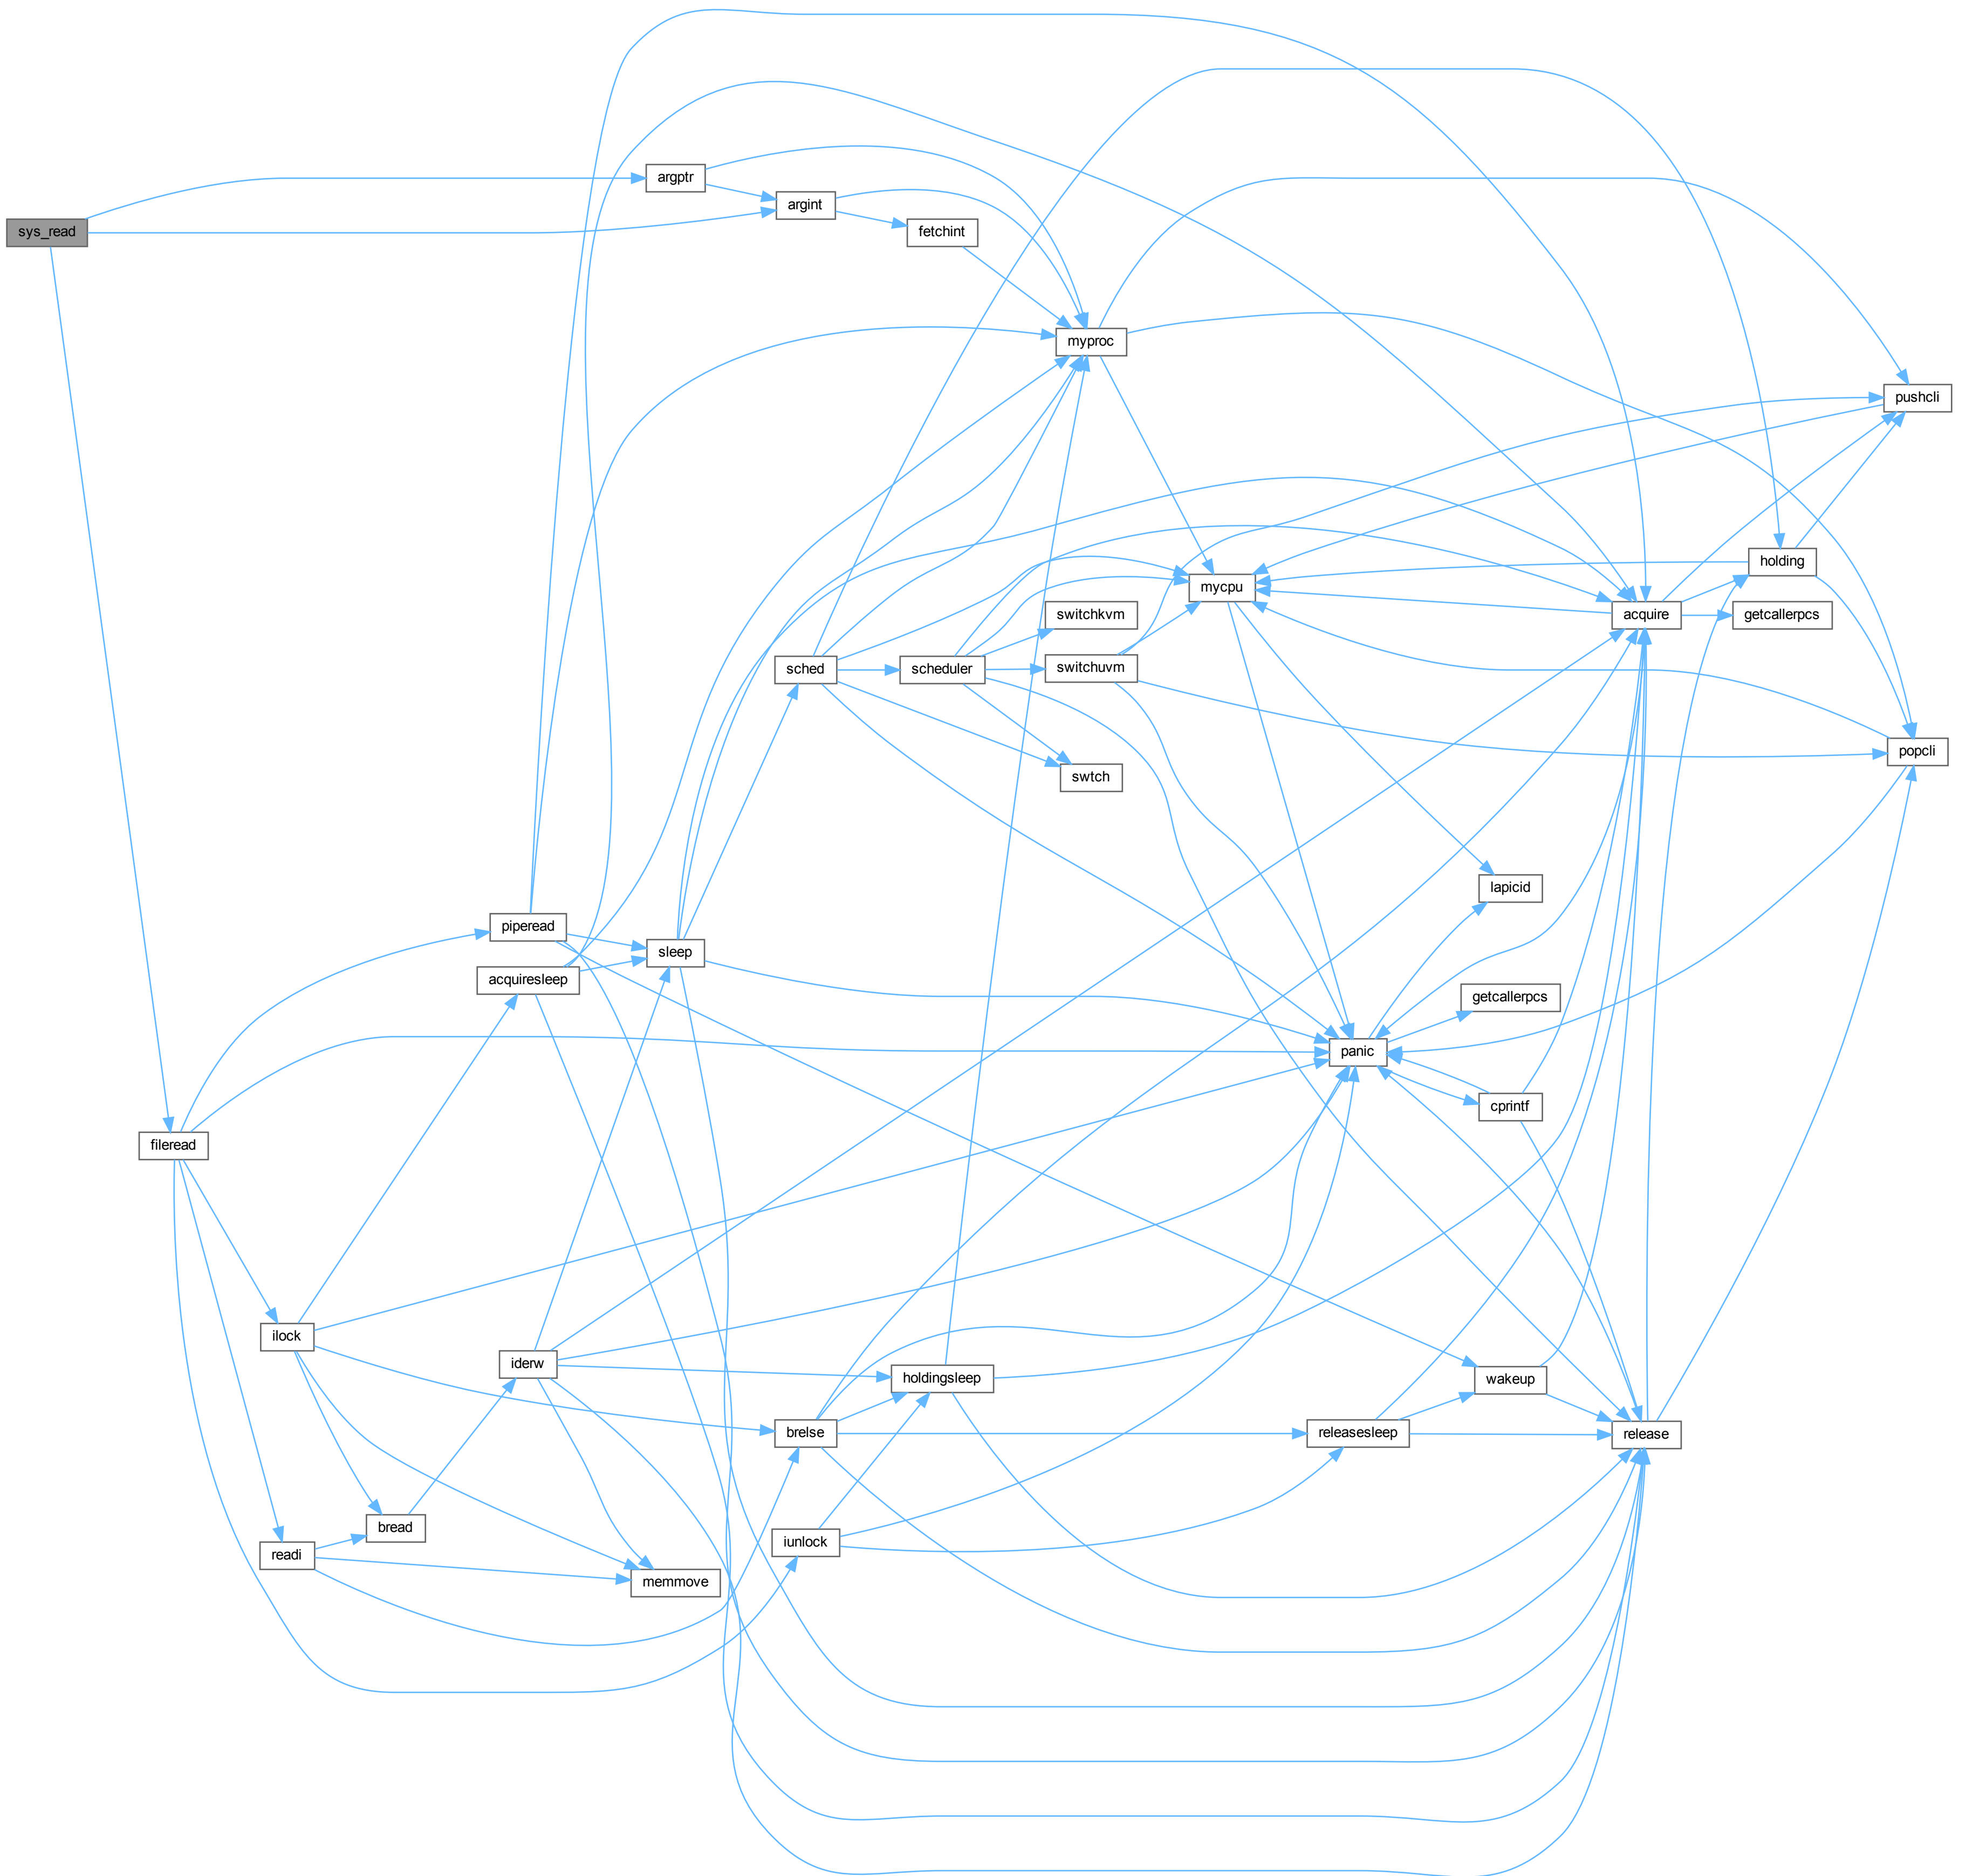 argptr
argint
sys_read
fetchint
myproc
pushcli
holding
mycpu
switchkvm
acquire
getcallerpcs
sched
scheduler
switchuvm
popcli
swtch
lapicid
piperead
sleep
acquiresleep
getcallerpcs
panic
cprintf
fileread
ilock
iderw
holdingsleep
wakeup
brelse
releasesleep
release
bread
iunlock
readi
memmove